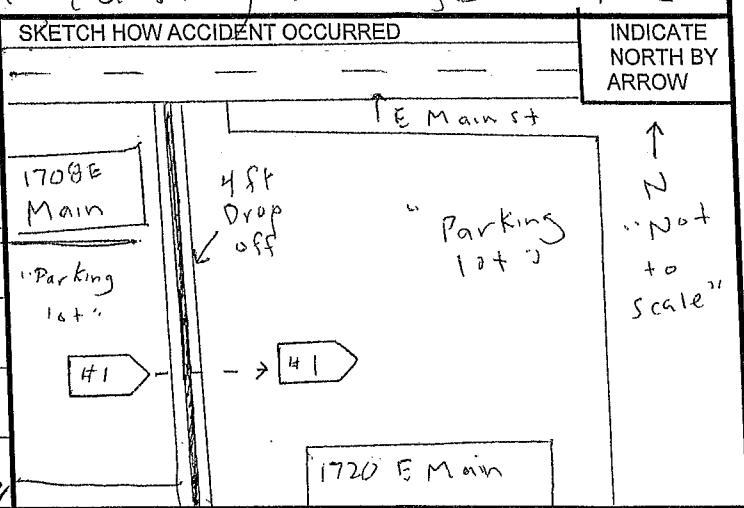 SKETCH HOW ACCIDENT OCCURRED
INDICATE
NORTH BY
ARROW
E Main St
1708 E
Main
4 ft
Drop
off
"Parking
lot"
N
"Not
to
scale"
"Parking
lot"
#1
#1
1720 E Main